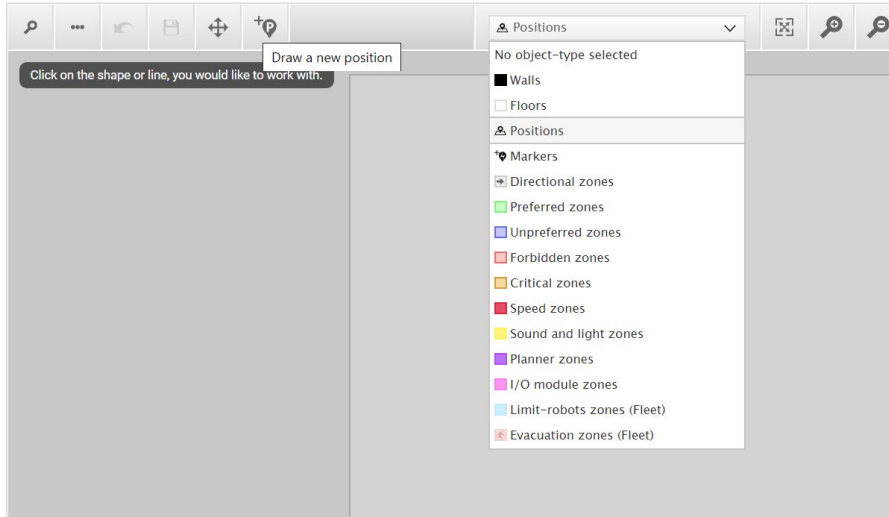 Positions
Draw a new position
Click on the shape or line, you would like to work with.
No object-type selected
Walls
Floors
Positions
Markers
Directional zones
Preferred zones
Unpreferred zones
Forbidden zones
Critical zones
Speed zones
Sound and light zones
Planner zones
I/O module zones
Limit-robots zones (Fleet)
Evacuation zones (Fleet)